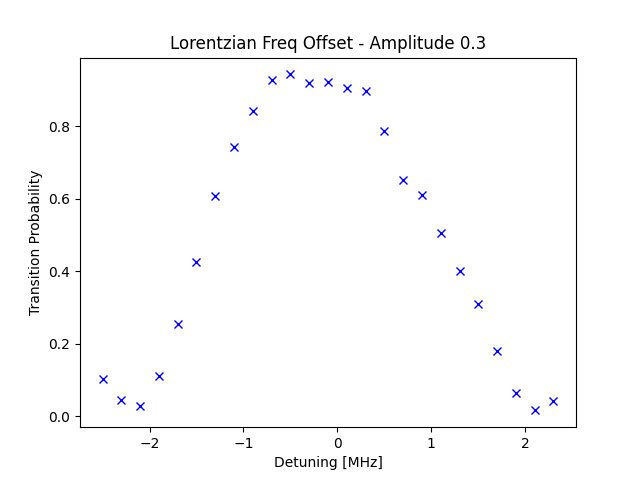 Lorentzian Freq Offset - Amplitude 0.3
Transition Probability
0.8
0.6
0.4
0.2
0.0
−2 −1 0 1 2
Detuning [MHz]